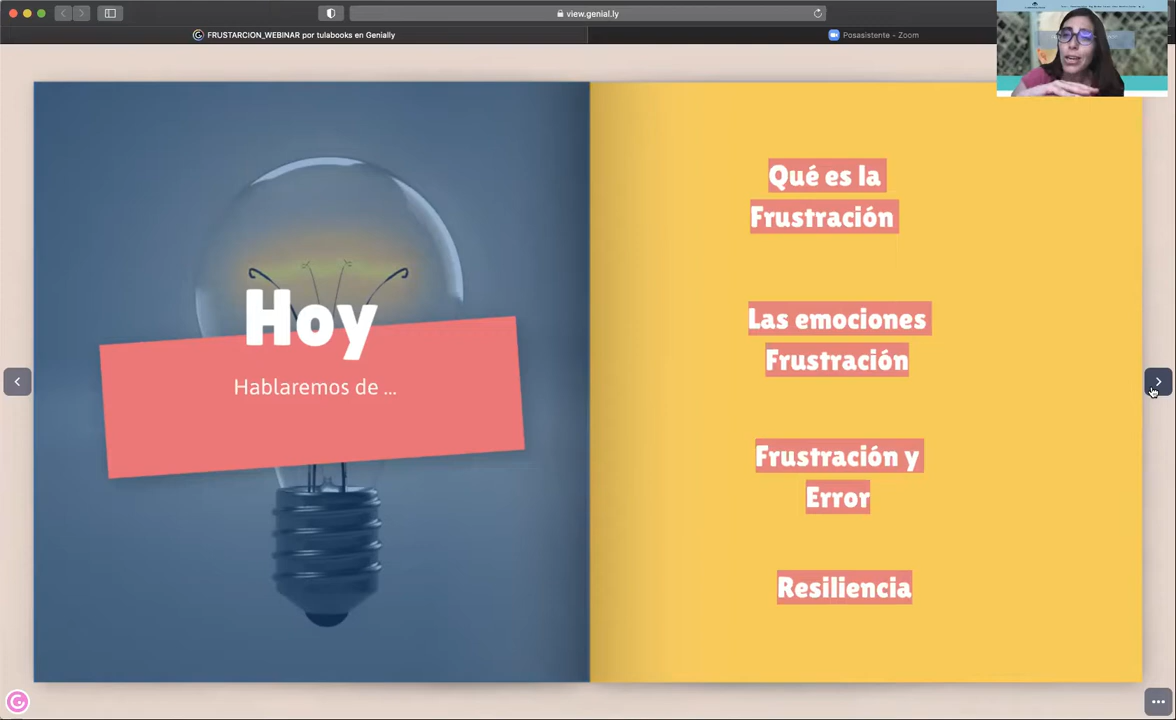 view.genial.ly
FRUSTARCION_WEBINAR por tulabooks en Genially
Posasistente - Zoom
Hoy
Hablaremos de ...
Qué es la
Frustración
Las emociones
Frustración
Frustración y
Error
Resiliencia